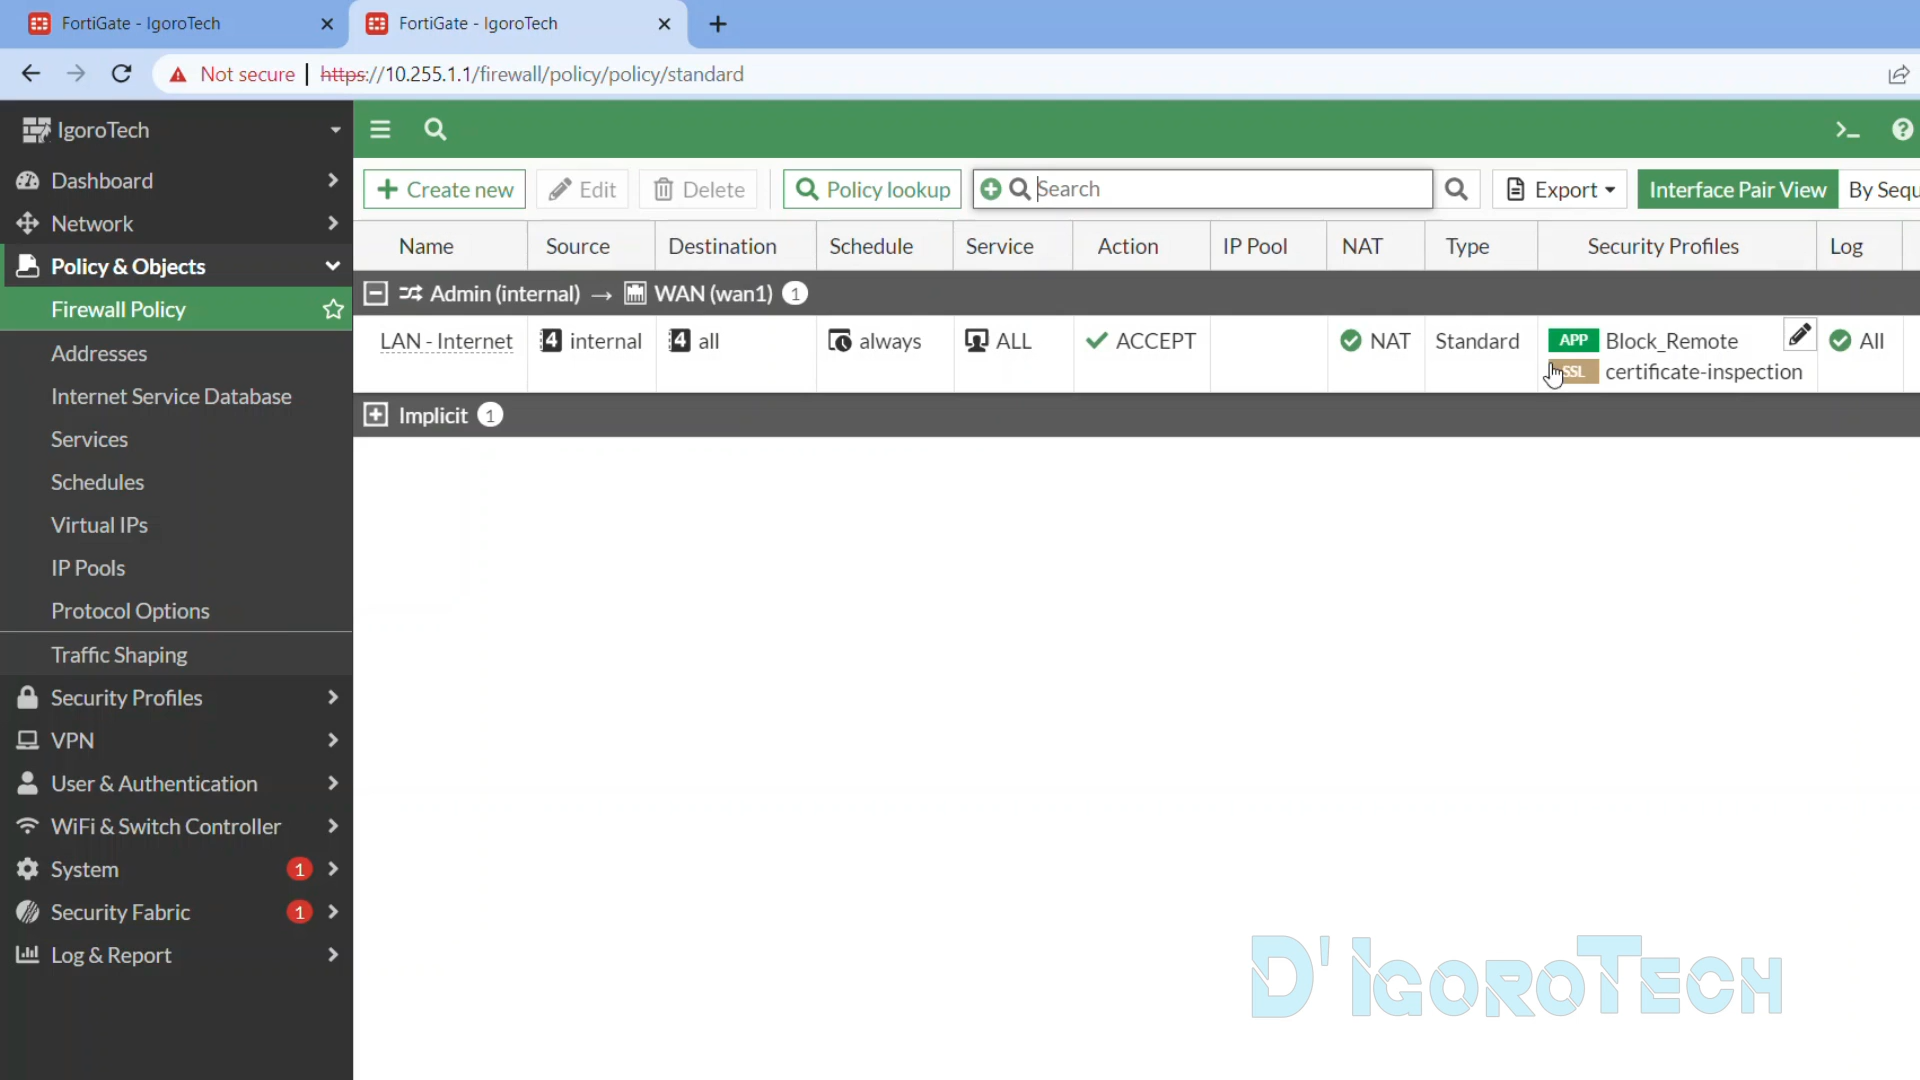 FortiGate - IgoroTech
FortiGate - IgoroTech
Not secure https://10.255.1.1/firewall/policy/policy/standard
IgoroTech
Dashboard
Network
Policy & Objects
Firewall Policy
Addresses
Internet Service Database
Services
Schedules
Virtual IPs
IP Pools
Protocol Options
Traffic Shaping
Security Profiles
VPN
User & Authentication
WiFi & Switch Controller
System 1
Security Fabric 1
Log & Report
Create new Edit Delete Policy lookup Search Export Interface Pair View By Sequ
Name Source Destination Schedule Service Action IP Pool NAT Type Security Profiles Log
Admin (internal) → WAN (wan1) 1
LAN - Internet 4 internal 4 all always ALL ACCEPT NAT Standard APP Block_Remote All
SSL certificate-inspection
Implicit 1
D'IGOROTECH